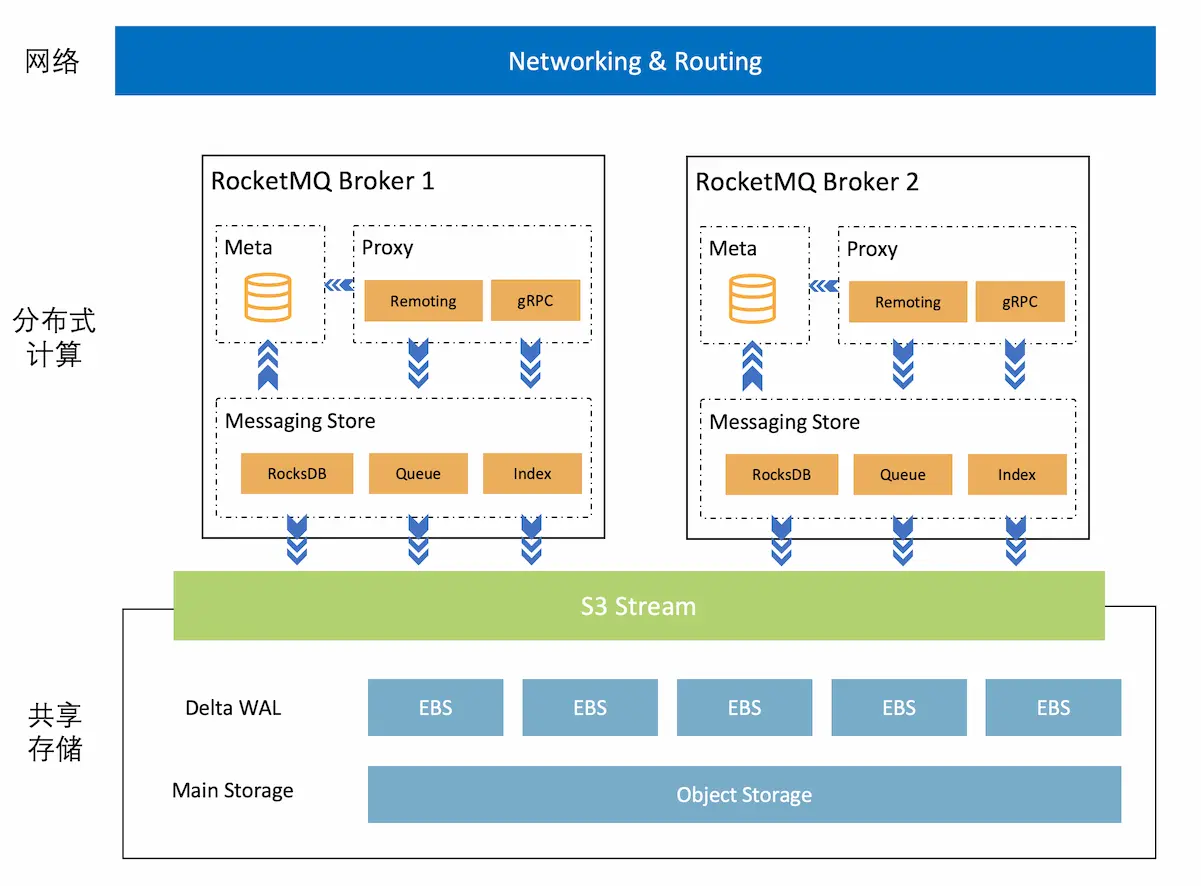 网络
Networking & Routing
RocketMQ Broker 1
Meta
Proxy
Remoting
gRPC
Messaging Store
RocksDB
Queue
Index
RocketMQ Broker 2
Meta
Proxy
Remoting
gRPC
Messaging Store
RocksDB
Queue
Index
分布式
计算
S3 Stream
共享
存储
Delta WAL
EBS
EBS
EBS
EBS
EBS
Main Storage
Object Storage